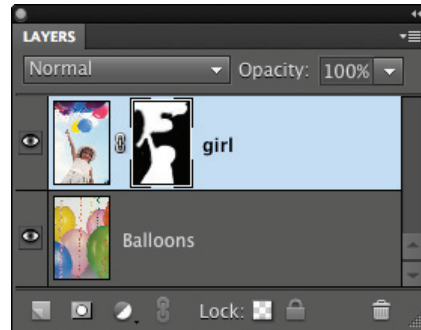 LAYERS
Normal Opacity: 100%
girl
Balloons
Lock: